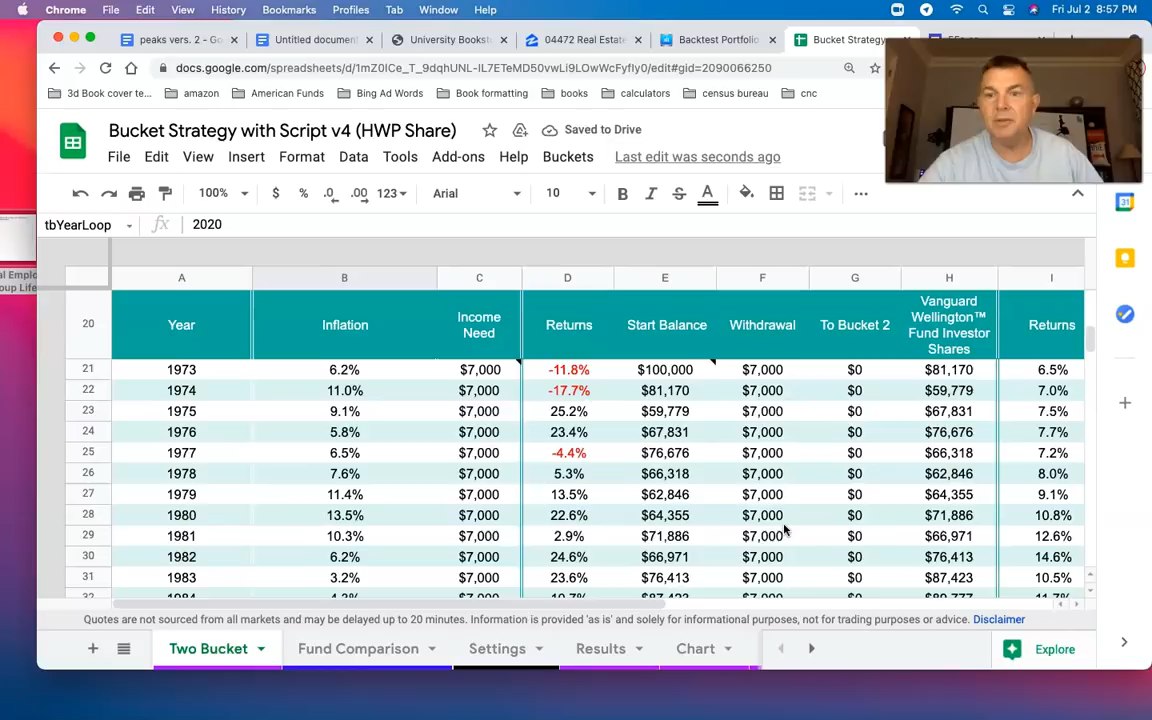 Chrome File Edit View History Bookmarks Profiles Tab Window Help Fri Jul 2 8:57 PM
peaks vers. 2 - G Untitled document University Booksto 04472 Real Estate Backtest Portfolio Bucket Strategy
docs.google.com/spreadsheets/d/1mZ0ICe_T_9dqhUNL-IL7ETeMD50vwLi9LOwWcFyfIy0/edit#gid=2090066250
3d Book cover te... amazon American Funds Bing Ad Words Book formatting books calculators census bureau cnc
Bucket Strategy with Script v4 (HWP Share) Saved to Drive
File Edit View Insert Format Data Tools Add-ons Help Buckets Last edit was seconds ago
100% $ % .0 .00 123 Arial 10 B I S A
31
tbYearLoop fx 2020
al Emplo
oup Life
A B C D E F G H I
20 Year Inflation Income Need Returns Start Balance Withdrawal To Bucket 2 Vanguard Wellington™ Fund Investor Shares Returns
21 1973 6.2% $7,000 -11.8% $100,000 $7,000 $0 $81,170 6.5%
22 1974 11.0% $7,000 -17.7% $81,170 $7,000 $0 $59,779 7.0%
23 1975 9.1% $7,000 25.2% $59,779 $7,000 $0 $67,831 7.5%
24 1976 5.8% $7,000 23.4% $67,831 $7,000 $0 $76,676 7.7%
25 1977 6.5% $7,000 -4.4% $76,676 $7,000 $0 $66,318 7.2%
26 1978 7.6% $7,000 5.3% $66,318 $7,000 $0 $62,846 8.0%
27 1979 11.4% $7,000 13.5% $62,846 $7,000 $0 $64,355 9.1%
28 1980 13.5% $7,000 22.6% $64,355 $7,000 $0 $71,886 10.8%
29 1981 10.3% $7,000 2.9% $71,886 $7,000 $0 $66,971 12.6%
30 1982 6.2% $7,000 24.6% $66,971 $7,000 $0 $76,413 14.6%
31 1983 3.2% $7,000 23.6% $76,413 $7,000 $0 $87,423 10.5%
Quotes are not sourced from all markets and may be delayed up to 20 minutes. Information is provided 'as is' and solely for informational purposes, not for trading purposes or advice. Disclaimer
Two Bucket Fund Comparison Settings Results Chart Explore